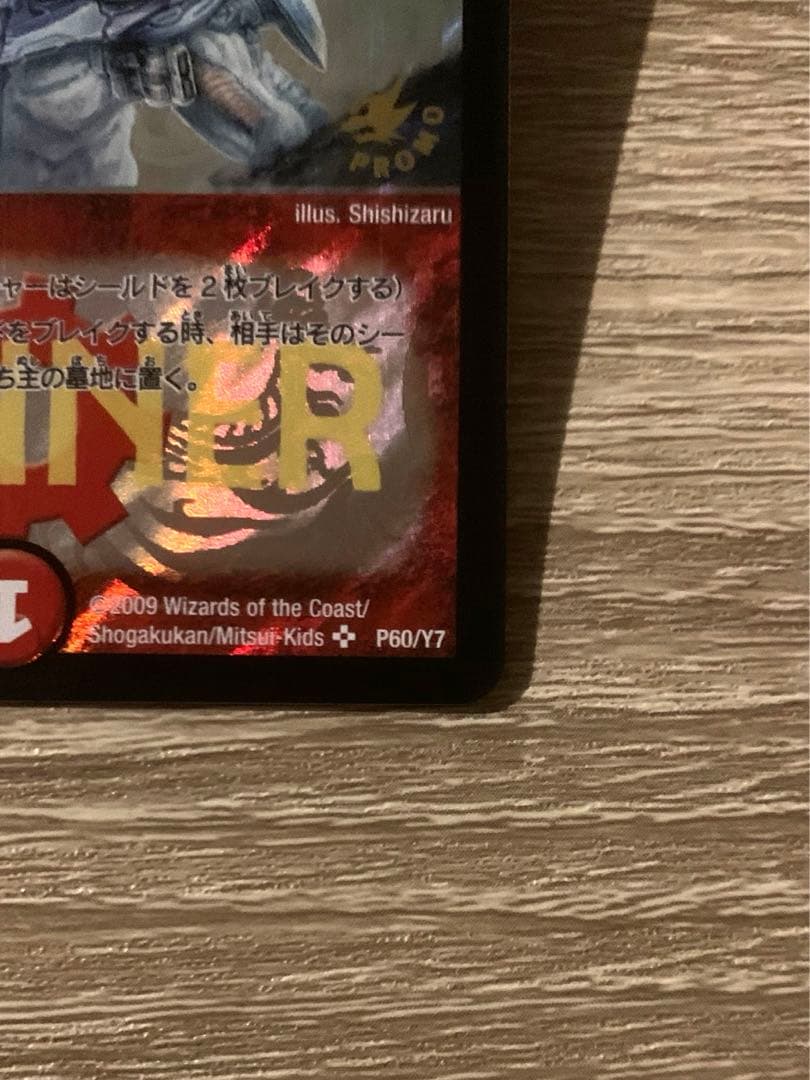 PROMO
illus. Shishizaru
ャーはシールドを2枚ブレイクする)
をブレイクする時、相手はそのシー
ち主の墓地に置く。
INNER
1
©2009 Wizards of the Coast/
Shogakukan/Mitsui-Kids P60/Y7